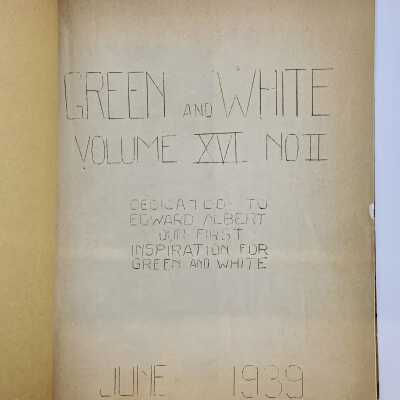 GREEN AND WHITE
VOLUME XVI. NO II
DEDICATED TO
EDWARD ALBERT
OUR FIRST
INSPIRATION FOR
GREEN AND WHITE
JUNE 1939